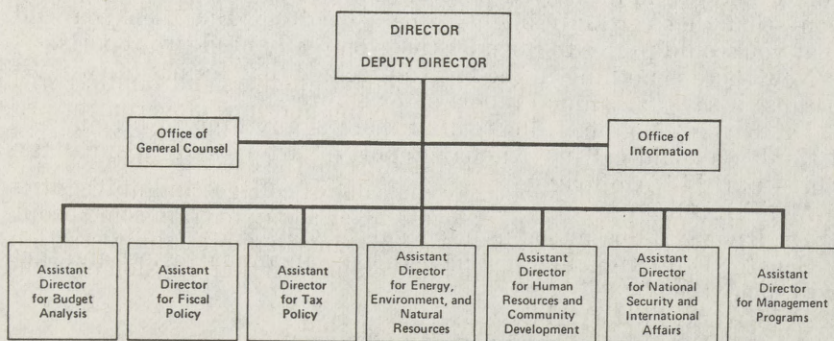 DIRECTOR
DEPUTY DIRECTOR
Office of
General Counsel
Office of
Information
Assistant
Director
for Budget
Analysis
Assistant
Director
for Fiscal
Policy
Assistant
Director
for Tax
Policy
Assistant
Director
for Energy,
Environment, and
Natural
Resources
Assistant
Director
for Human
Resources and
Community
Development
Assistant
Director
for National
Security and
International
Affairs
Assistant
Director
for Management
Programs